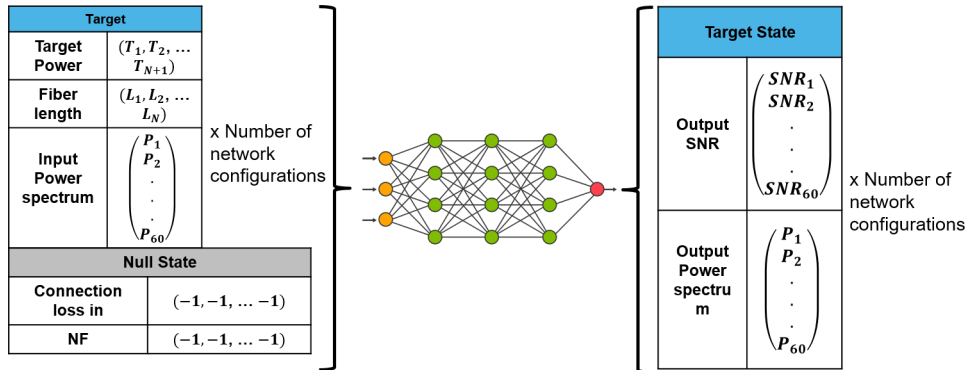 Target
Target
Power
(T₁, T₂, …
T_{N+1})
Fiber
length
(L₁, L₂, …
L_N)
Input
Power
spectrum
P₁
P₂
.
.
.
.
P₆₀
x Number of
network
configurations
Null State
Connection
loss in
(−1, −1, … −1)
NF
(−1, −1, … −1)
Target State
Output
SNR
SNR₁
SNR₂
.
.
.
SNR₆₀
Output
Power
spectru
m
P₁
P₂
.
.
.
P₆₀
x Number of
network
configurations